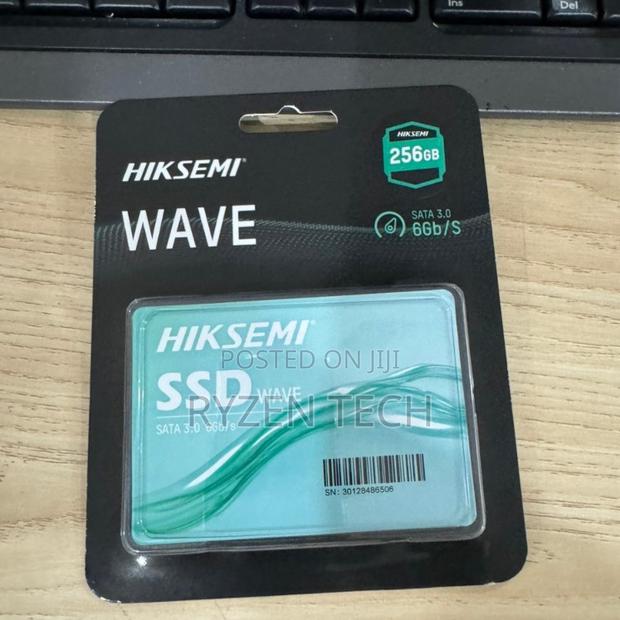 Ins
Del
HIKSEMI
256GB
HIKSEMI®
WAVE
SATA 3.0
6Gb/S
HIKSEMI®
POSTED ON JIJI
SSD WAVE
RYZEN TECH
SATA 3.0 6Gb/s
SN: 30128486506